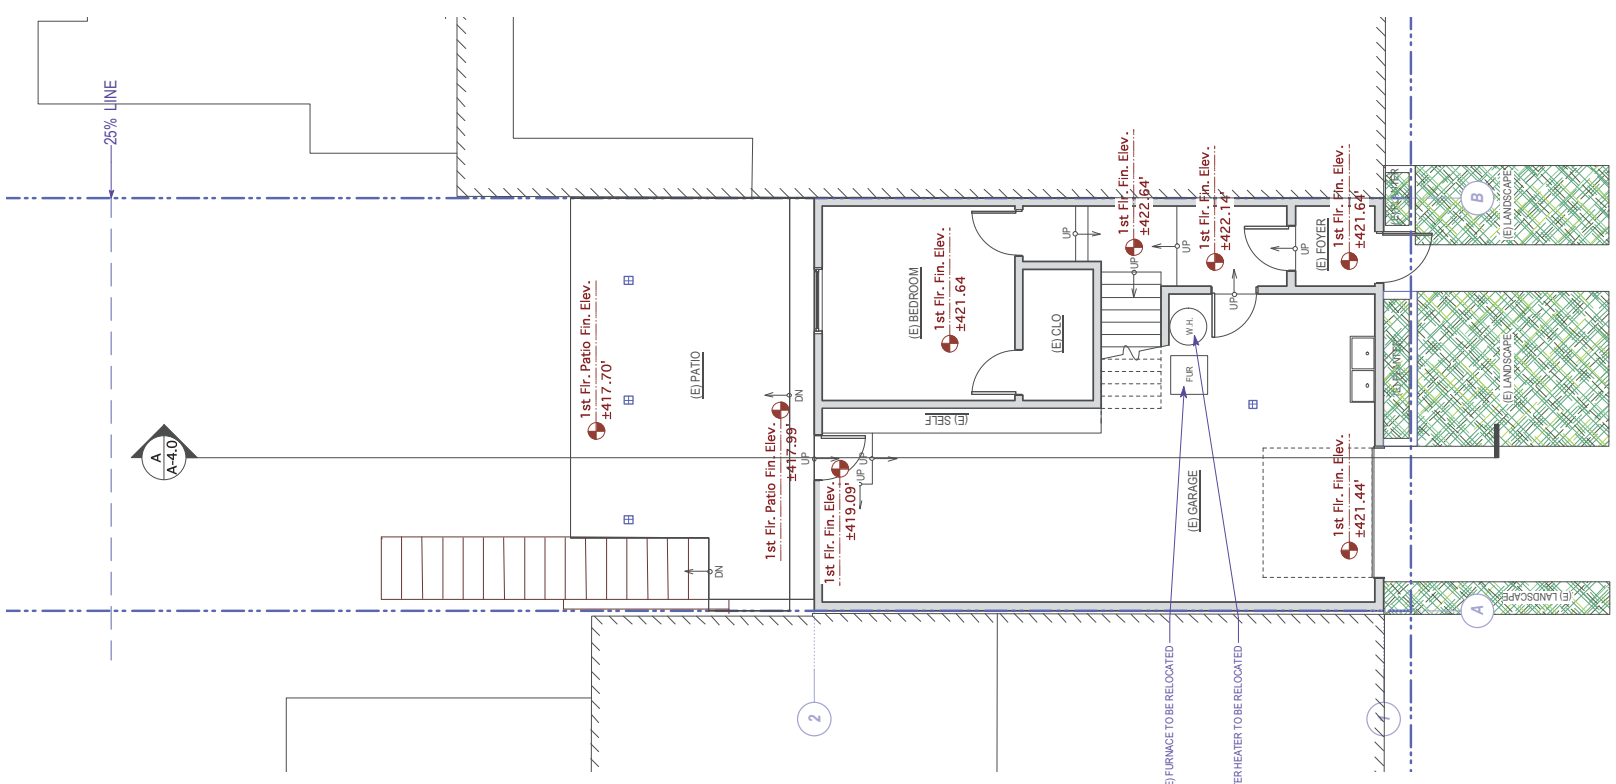 25% LINE
A
A-4.0
1st Flr. Patio Fin. Elev.
±417.70'
(E) PATIO
DN
1st Flr. Patio Fin. Elev.
±417.99'
DN
UP
UP
UP
1st Flr. Fin. Elev.
±419.09'
(E) BEDROOM
1st Flr. Fin. Elev.
±421.64
(E) CLO
(E) SELF
UP
1st Flr. Fin. Elev.
±422.64'
UP
UP
1st Flr. Fin. Elev.
±422.14'
UP
UP
(E) FOYER
1st Flr. Fin. Elev.
±421.64'
W.H.
FUR
(E) GARAGE
1st Flr. Fin. Elev.
±421.44'
(E) LANDSCAPE
(E) LANDSCAPE
(E) LANDSCAPE
B
A
2
1
FURNACE TO BE RELOCATED
HEATER TO BE RELOCATED